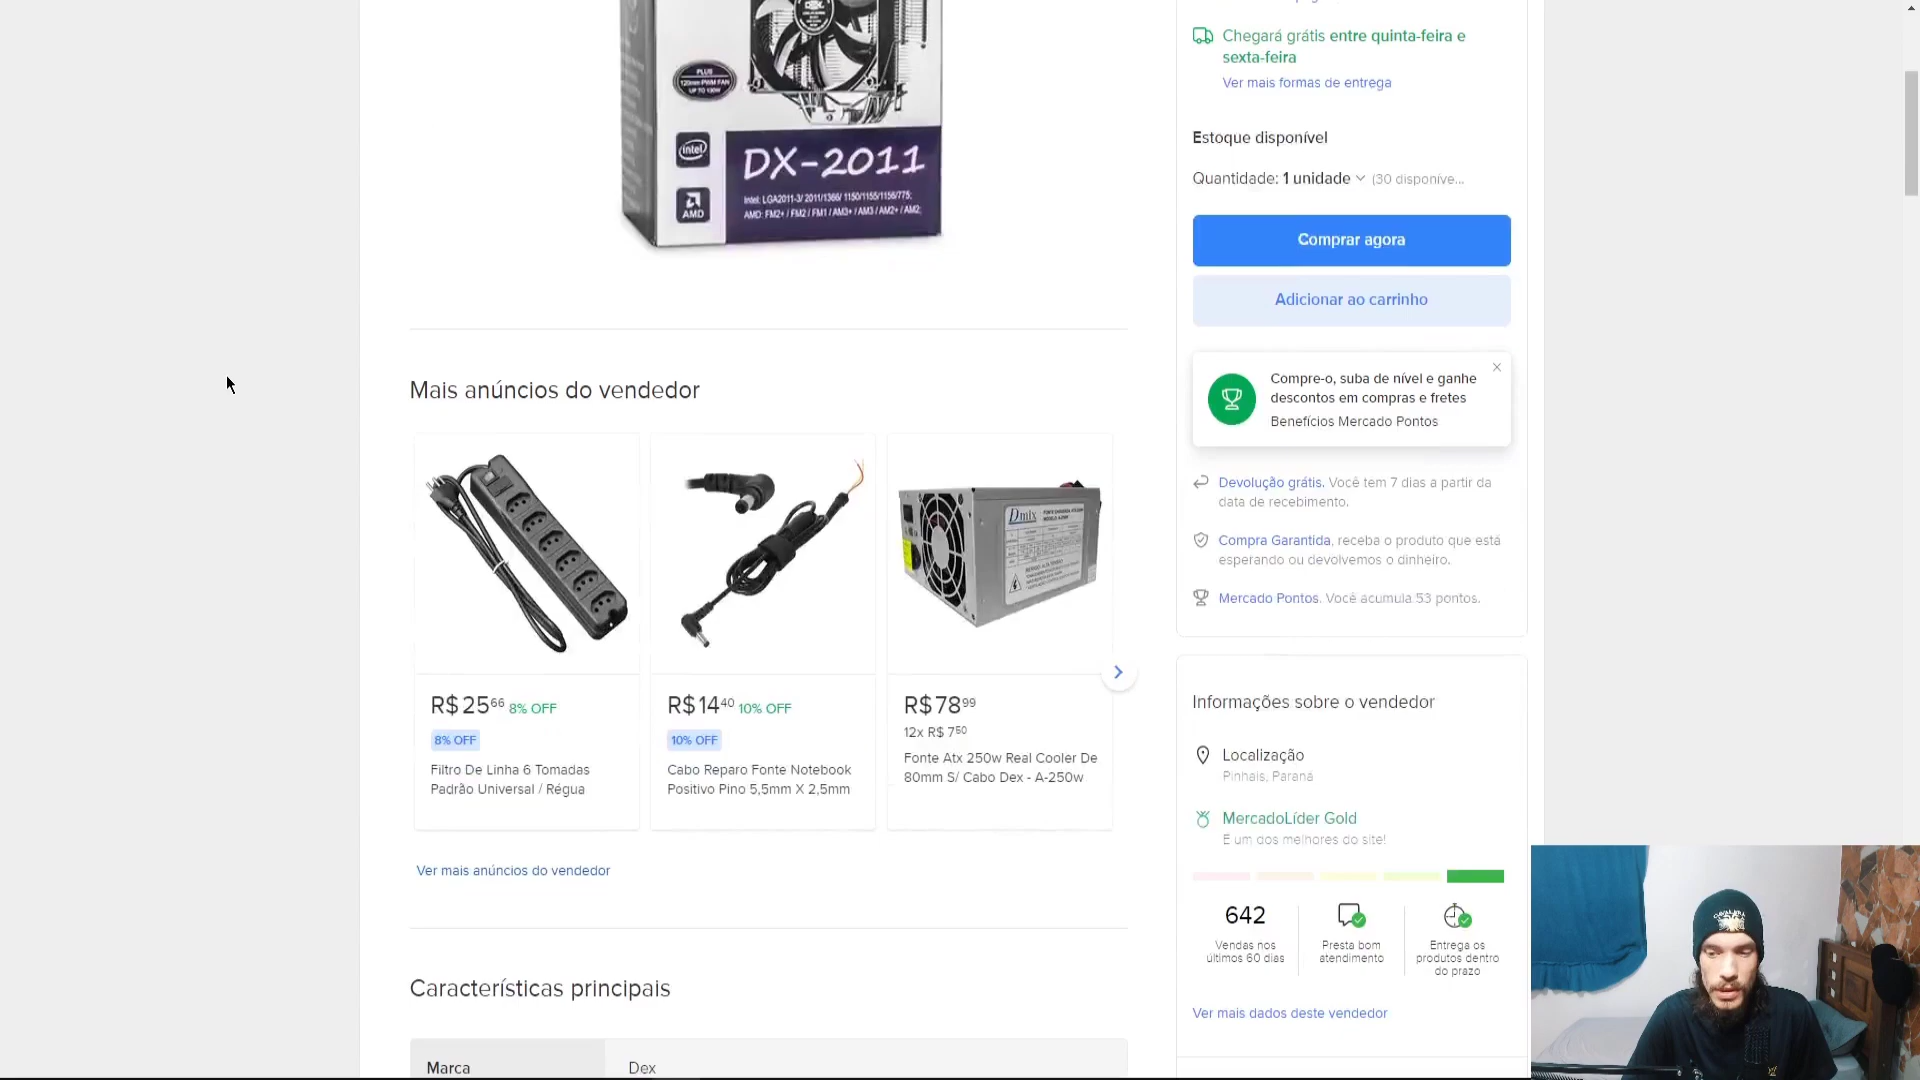 PLUS
120mm PWM FAN
UP TO 130W
intel
AMD
DX-2011
Intel: LGA2011-3/ 2011/1366/ 1150/1155/1156/775;
AMD: FM2+ / FM2 / FM1 / AM3+ / AM3 / AM2+ / AM2;
Chegará grátis entre quinta-feira e
sexta-feira
Ver mais formas de entrega
Estoque disponível
Quantidade: 1 unidade (30 disponíve...
Comprar agora
Adicionar ao carrinho
Compre-o, suba de nível e ganhe
descontos em compras e fretes
Benefícios Mercado Pontos
Devolução grátis. Você tem 7 dias a partir da
data de recebimento.
Compra Garantida, receba o produto que está
esperando ou devolvemos o dinheiro.
Mercado Pontos. Você acumula 53 pontos.
Mais anúncios do vendedor
Dmix
R$ 25 66 8% OFF
8% OFF
Filtro De Linha 6 Tomadas
Padrão Universal / Régua
R$ 14 40 10% OFF
10% OFF
Cabo Reparo Fonte Notebook
Positivo Pino 5,5mm X 2,5mm
R$ 78 99
12x R$ 7 50
Fonte Atx 250w Real Cooler De
80mm S/ Cabo Dex - A-250w
Ver mais anúncios do vendedor
Características principais
Marca Dex
Informações sobre o vendedor
Localização
Pinhais, Paraná
MercadoLíder Gold
É um dos melhores do site!
642
Vendas nos
últimos 60 dias
Presta bom
atendimento
Entrega os
produtos dentro
do prazo
Ver mais dados deste vendedor